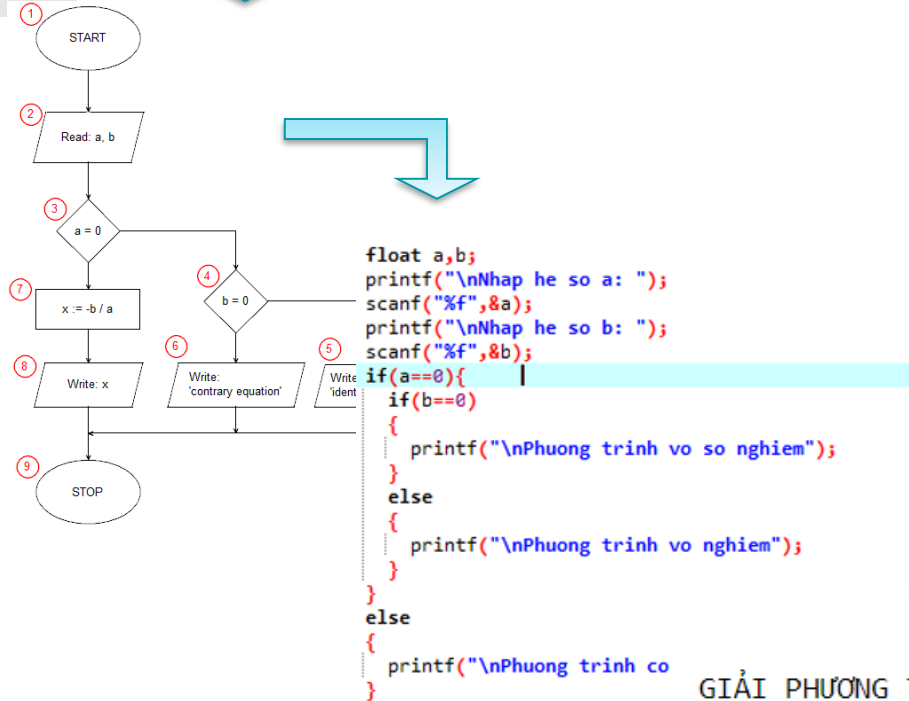 1
START
2
Read: a, b
3
a = 0
4
b = 0
7
x := -b / a
6
Write:
'contrary equation'
5
8
Write: x
9
STOP
float a,b;
printf("\nNhap he so a: ");
scanf("%f",&a);
printf("\nNhap he so b: ");
scanf("%f",&b);
if(a==0){
if(b==0)
{
printf("\nPhuong trinh vo so nghiem");
}
else
{
printf("\nPhuong trinh vo nghiem");
}
}
else
{
printf("\nPhuong trinh co
}
GIẢI PHƯƠNG